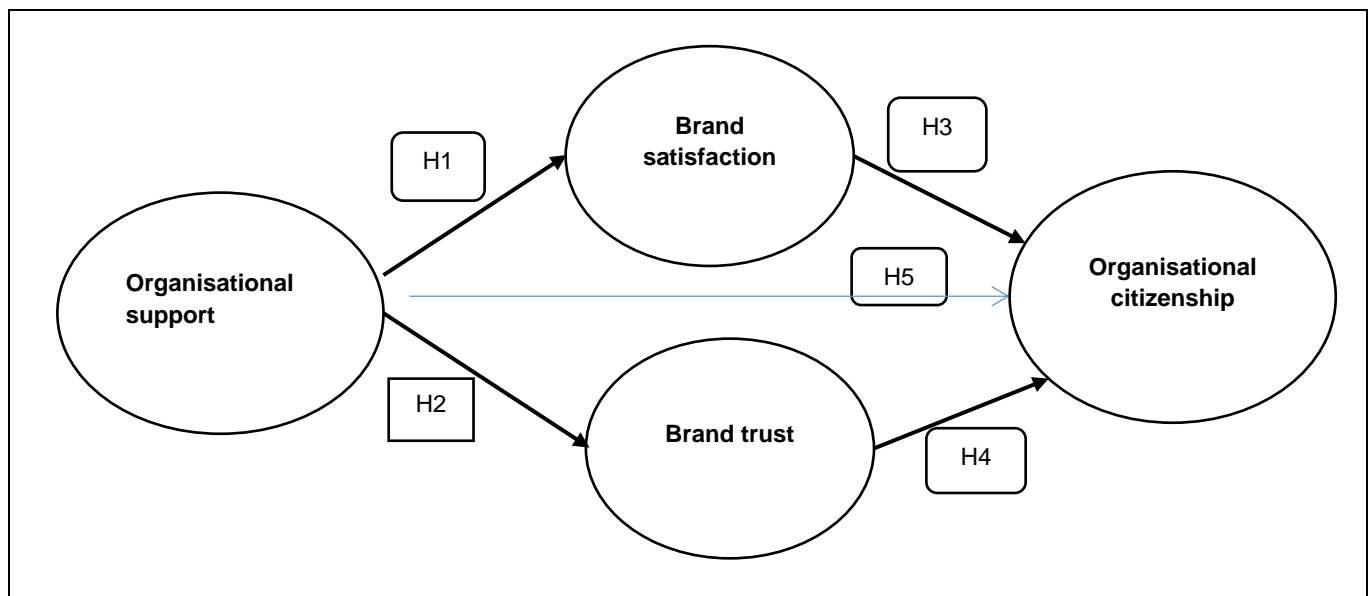 Brand
satisfaction
H3
H1
Organisational
support
H5
Organisational
citizenship
H2
Brand trust
H4